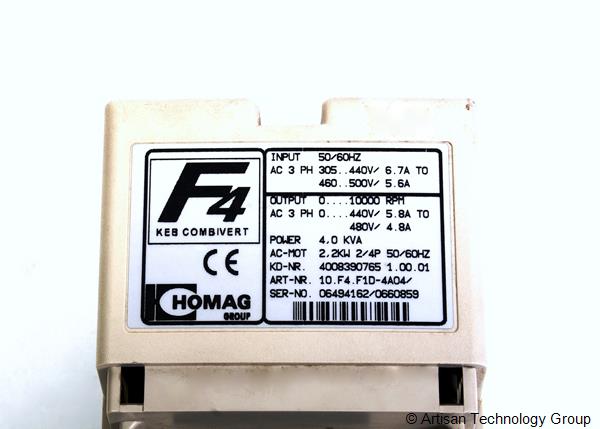 F4
KEB COMBIVERT
CE
HOMAG
GROUP
INPUT 50/60HZ
AC 3 PH 305..440V/ 6.7A TO
460..500V/ 5.6A
OUTPUT 0....10000 RPM
AC 3 PH 0....440V/ 5.8A TO
480V/ 4.8A
POWER 4,0 KVA
AC-MOT 2,2KW 2/4P 50/60HZ
KD-NR. 4008390765 1.00.01
ART-NR. 10.F4.F1D-4A04/
SER-NO. 06494162/0660859
© Artisan Technology Group